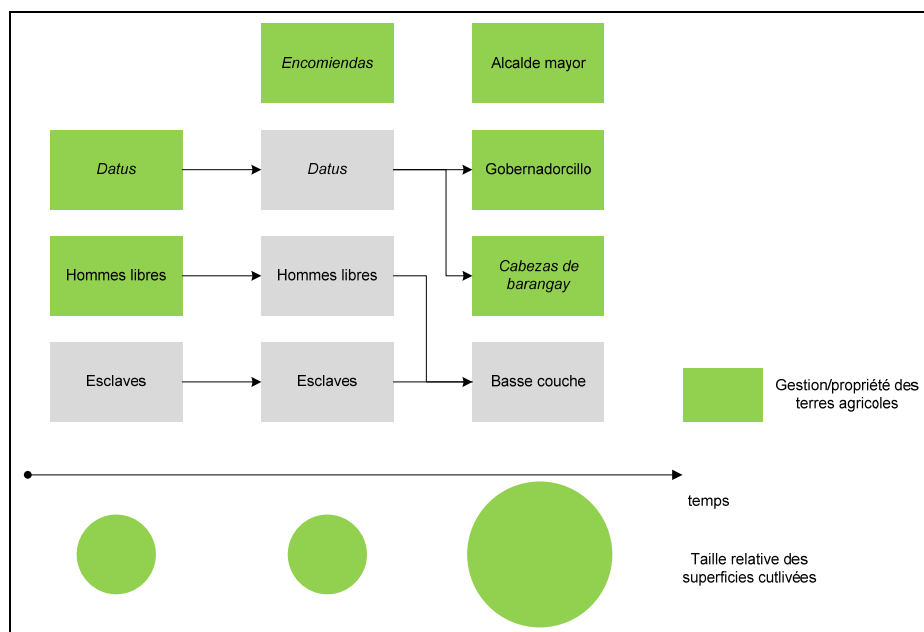 Encomiendas
Alcalde mayor
Datus
Datus
Gobernadorcillo
Hommes libres
Hommes libres
Cabezas de
barangay
Esclaves
Esclaves
Basse couche
Gestion/propriété des
terres agricoles
temps
Taille relative des
superficies cutlivées